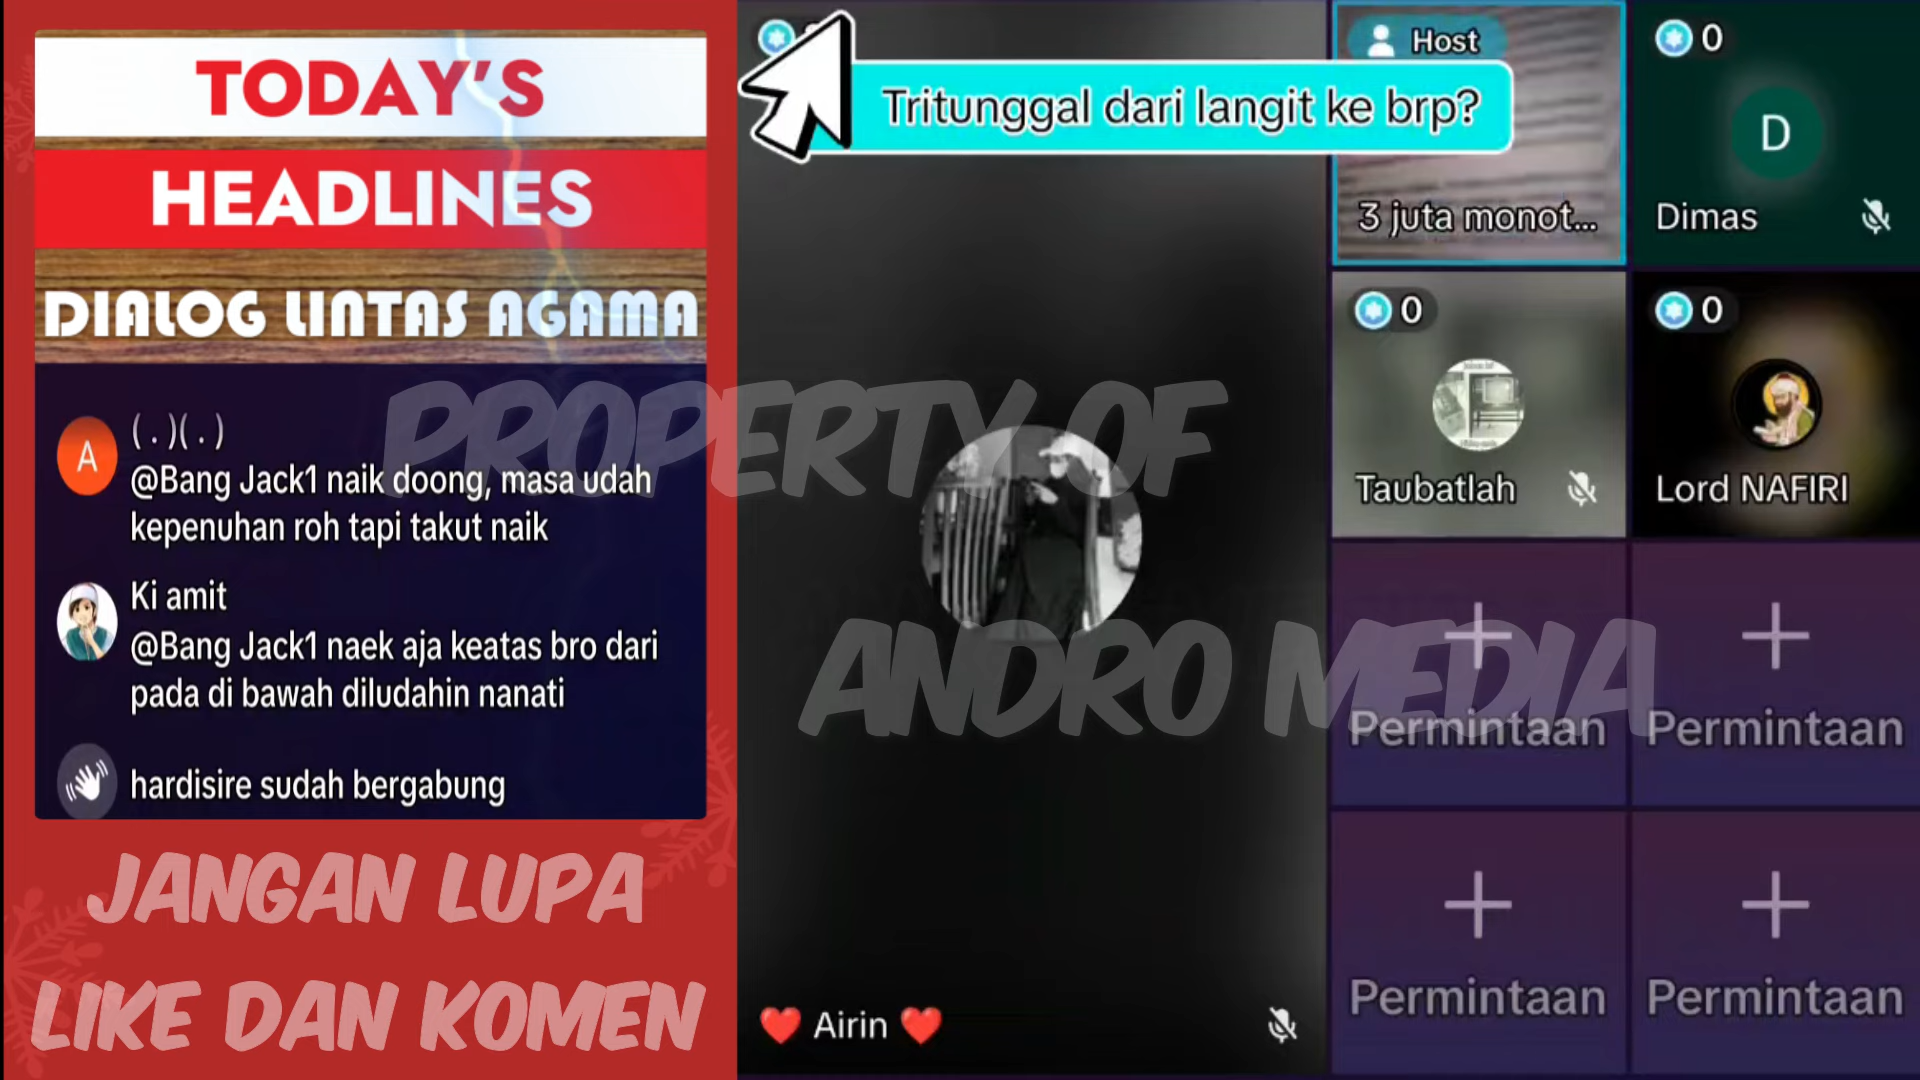 TODAY'S
HEADLINES
DIALOG LINTAS AGAMA
A
( . )( . )
@Bang Jack1 naik doong, masa udah
kepenuhan roh tapi takut naik
Ki amit
@Bang Jack1 naek aja keatas bro dari
pada di bawah diludahin nanati
hardisire sudah bergabung
JANGAN LUPA
LIKE DAN KOMEN
Tritunggal dari langit ke brp?
Host
3 juta monot...
0
D
Dimas
0
Taubatlah
0
Lord NAFIRI
PROPERTY OF
ANDRO MEDIA
Permintaan
Permintaan
Permintaan
Permintaan
❤️ Airin ❤️